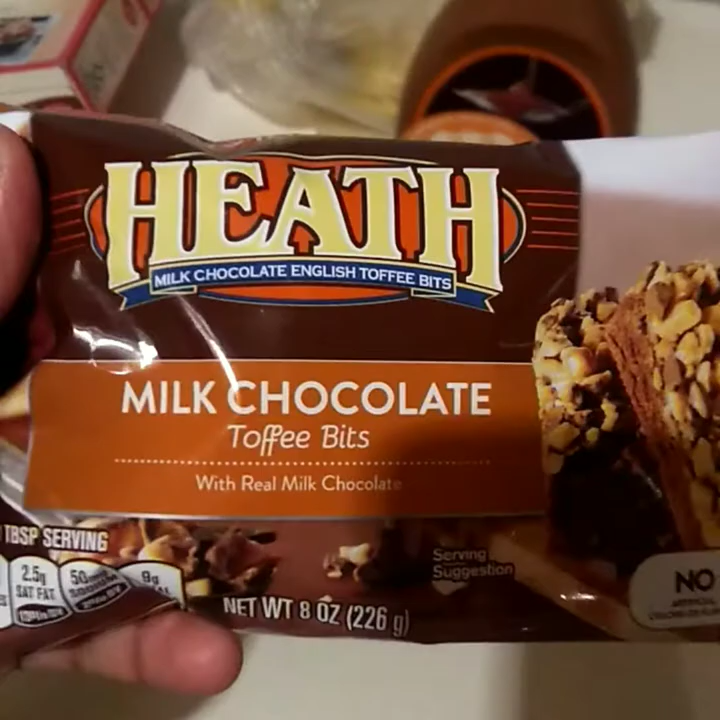 HEATH
MILK CHOCOLATE ENGLISH TOFFEE BITS
MILK CHOCOLATE
Toffee Bits
With Real Milk Chocolate
TBSP SERVING
2.5g
SAT FAT
50mg
SODIUM
9g
Serving
Suggestion
NET WT 8 OZ (226 g)
NO